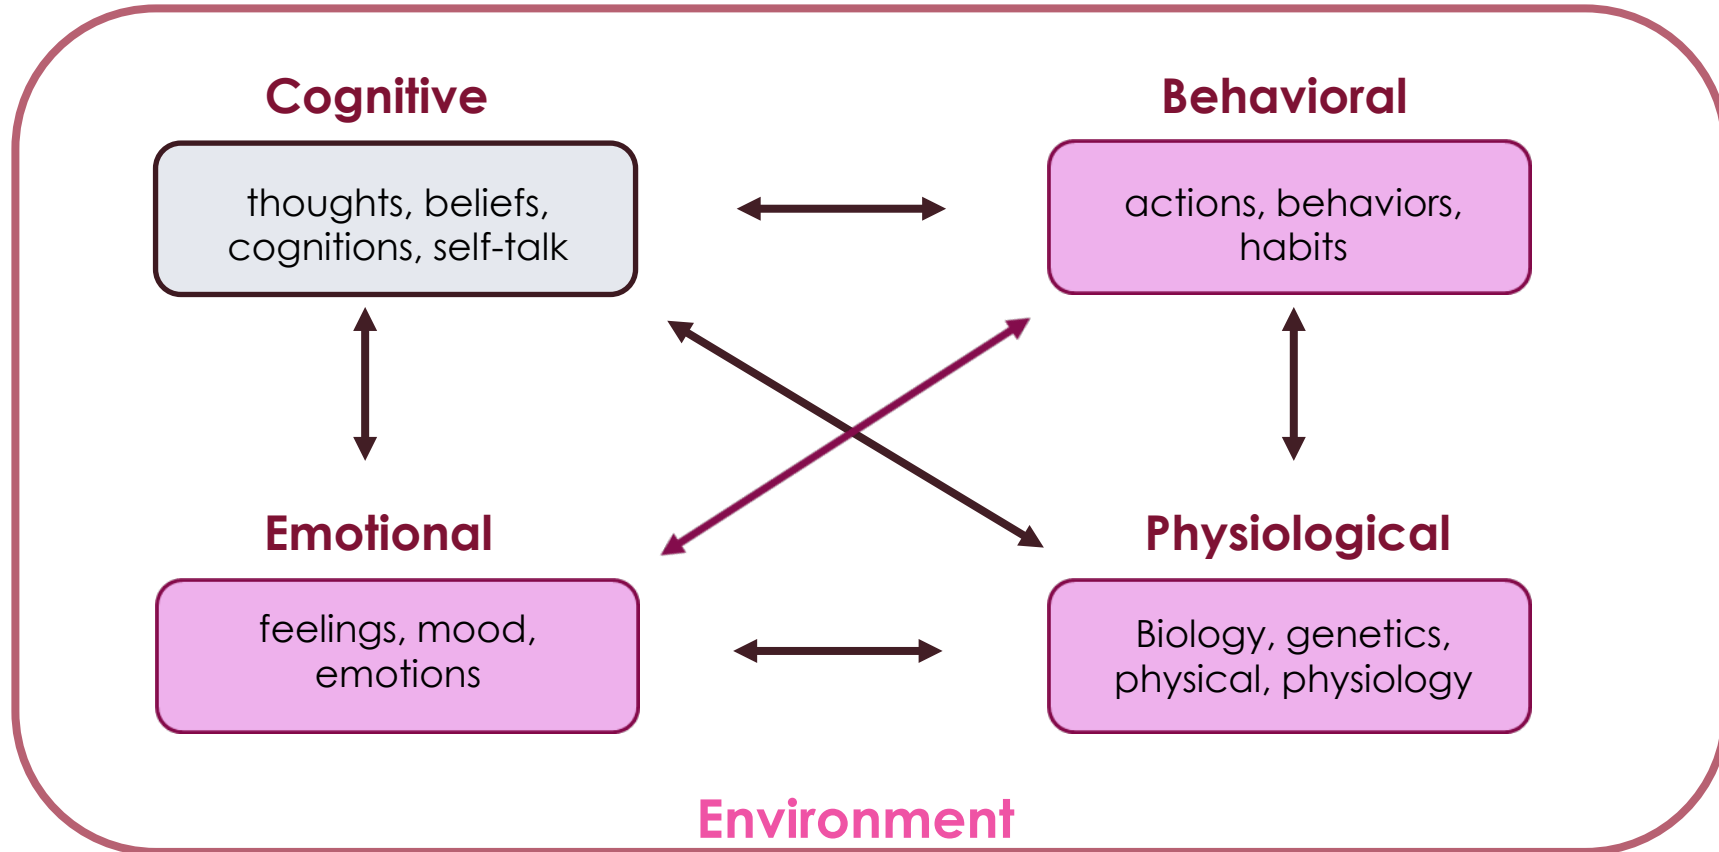 Cognitive
thoughts, beliefs,
cognitions, self-talk
Behavioral
actions, behaviors,
habits
Emotional
feelings, mood,
emotions
Physiological
Biology, genetics,
physical, physiology
Environment